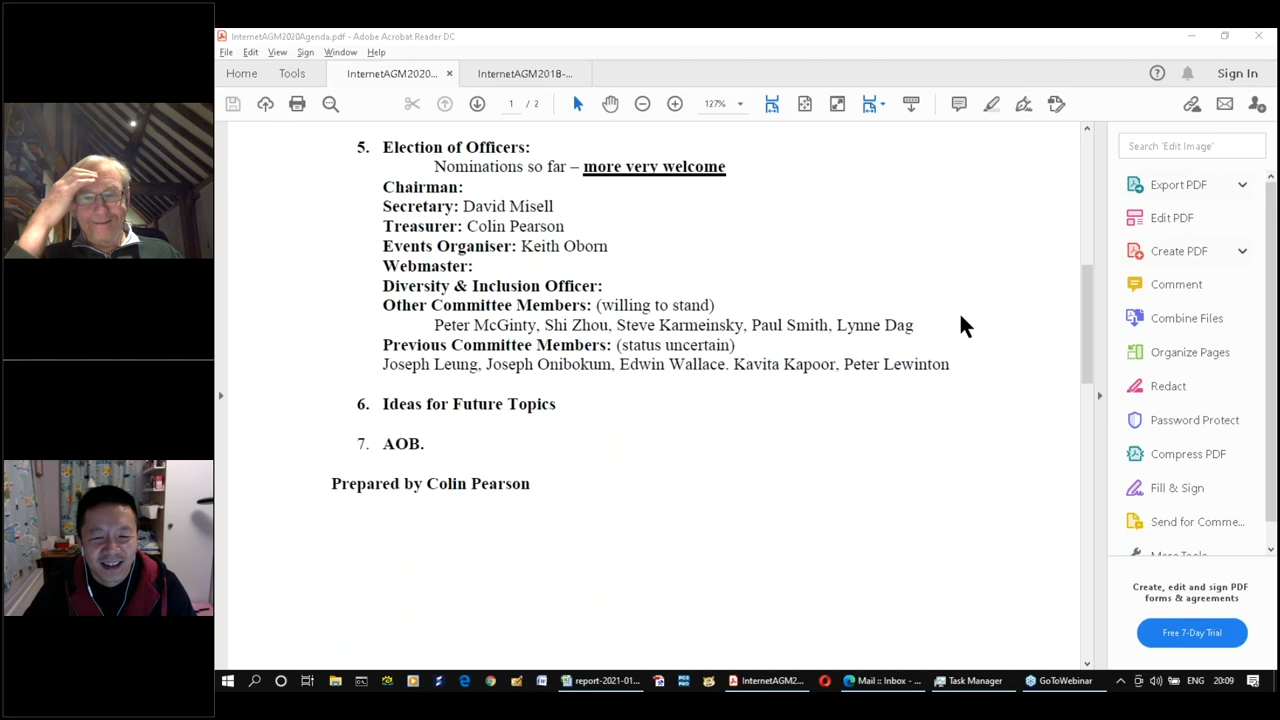 InternetAGM2020Agenda.pdf - Adobe Acrobat Reader DC
File Edit View Sign Window Help
Home Tools InternetAGM2020... × InternetAGM2018-... Sign In
1 / 2 127%
5. Election of Officers:
Nominations so far – more very welcome
Chairman:
Secretary: David Misell
Treasurer: Colin Pearson
Events Organiser: Keith Oborn
Webmaster:
Diversity & Inclusion Officer:
Other Committee Members: (willing to stand)
Peter McGinty, Shi Zhou, Steve Karmeinsky, Paul Smith, Lynne Dag
Previous Committee Members: (status uncertain)
Joseph Leung, Joseph Onibokum, Edwin Wallace. Kavita Kapoor, Peter Lewinton
6. Ideas for Future Topics
7. AOB.
Prepared by Colin Pearson
Search 'Edit Image'
Export PDF
Edit PDF
Create PDF
Comment
Combine Files
Organize Pages
Redact
Password Protect
Compress PDF
Fill & Sign
Send for Comme...
More Tools
Create, edit and sign PDF
forms & agreements
Free 7-Day Trial
report-2021-01... InternetAGM2... Mail :: Inbox - ... Task Manager GoToWebinar ENG 20:09